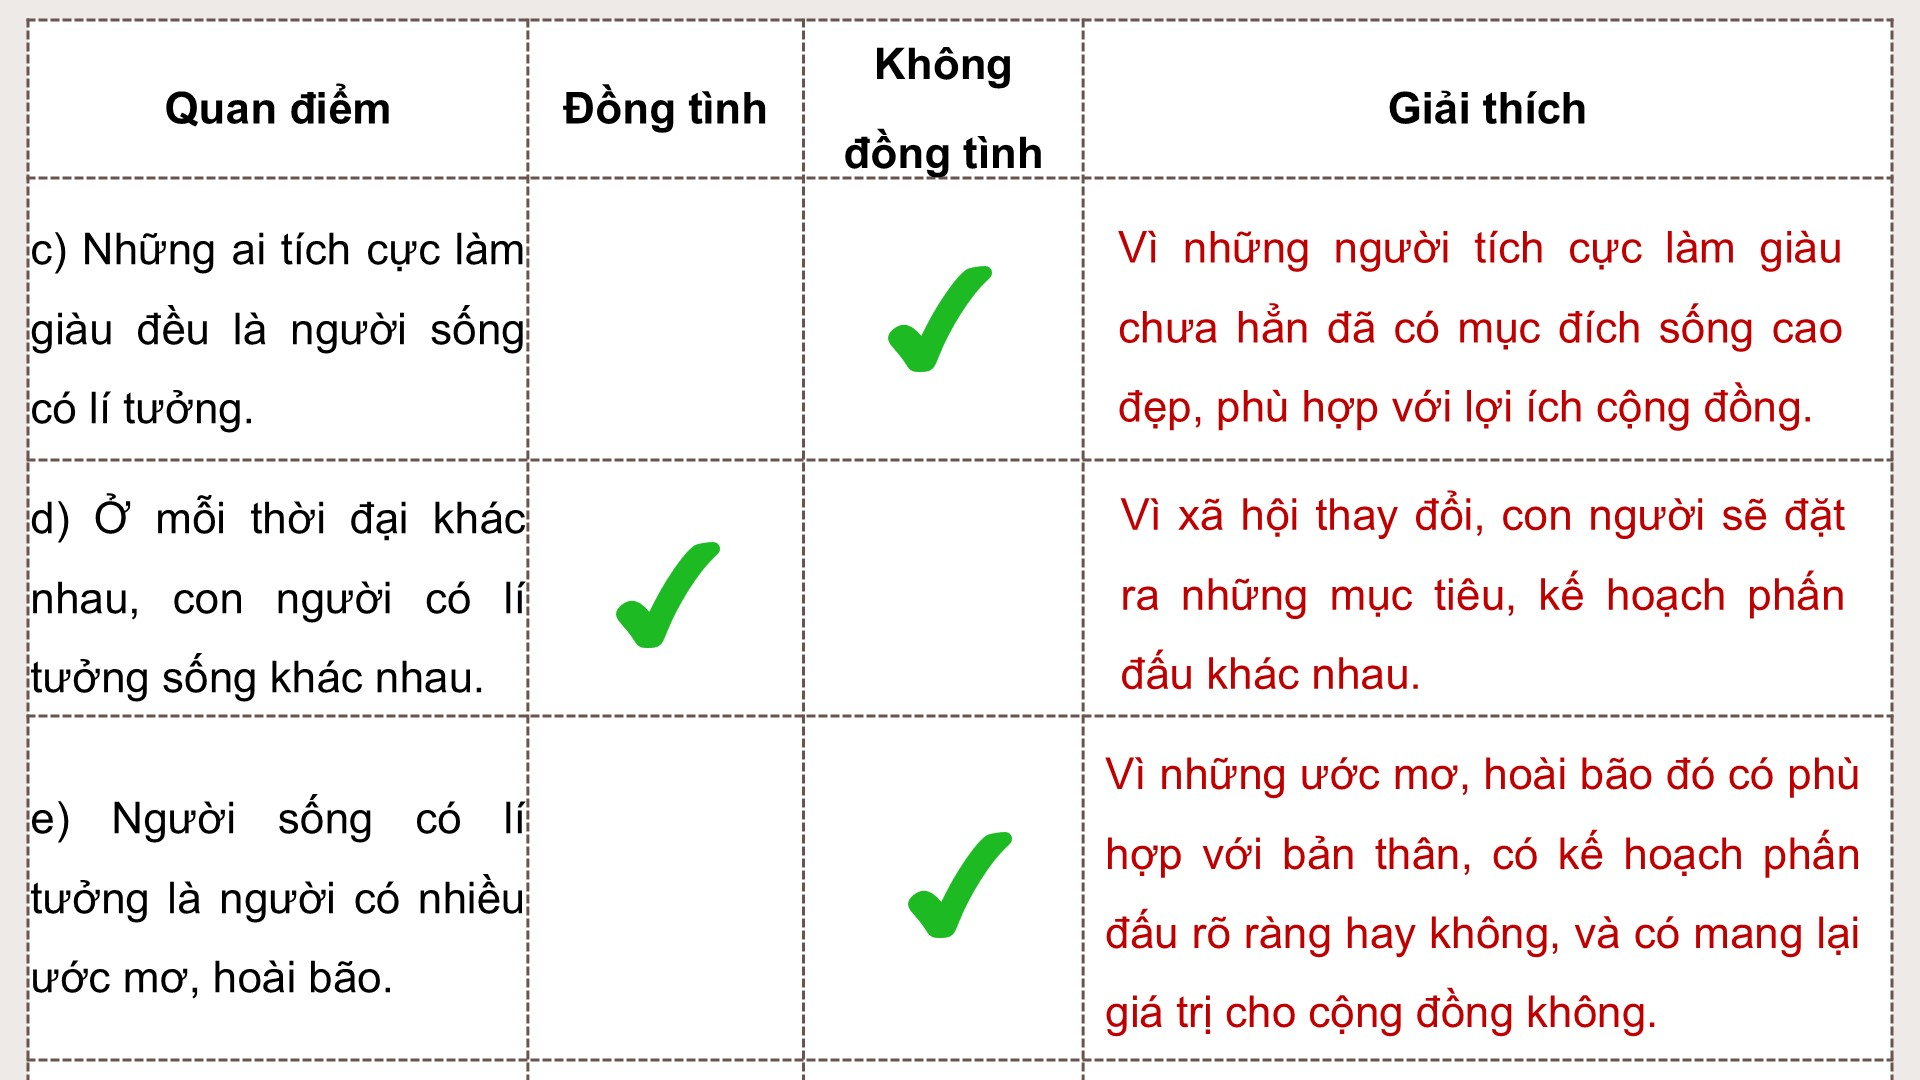 Quan điểm
Đồng tình
Không
đồng tình
Giải thích
c) Những ai tích cực làm
giàu đều là người sống
có lí tưởng.
Vì những người tích cực làm giàu
chưa hẳn đã có mục đích sống cao
đẹp, phù hợp với lợi ích cộng đồng.
d) Ở mỗi thời đại khác
nhau, con người có lí
tưởng sống khác nhau.
Vì xã hội thay đổi, con người sẽ đặt
ra những mục tiêu, kế hoạch phấn
đấu khác nhau.
e) Người sống có lí
tưởng là người có nhiều
ước mơ, hoài bão.
Vì những ước mơ, hoài bão đó có phù
hợp với bản thân, có kế hoạch phấn
đấu rõ ràng hay không, và có mang lại
giá trị cho cộng đồng không.